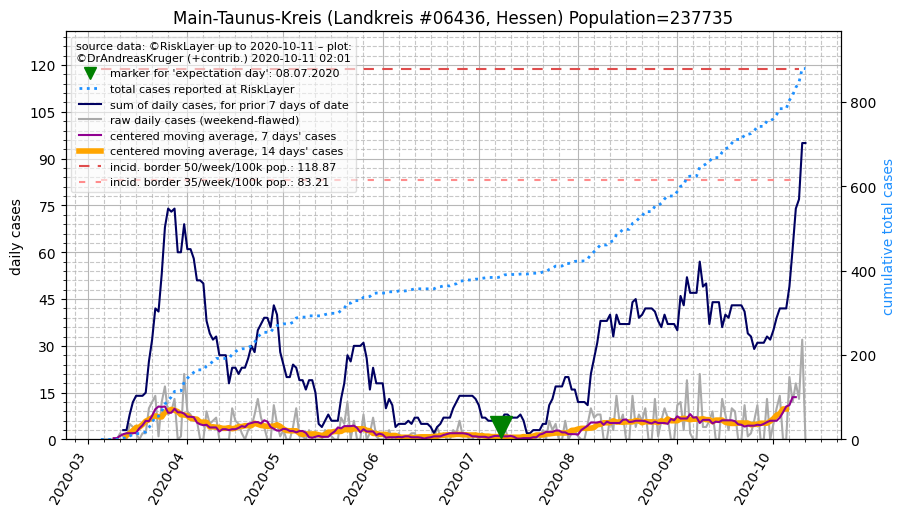 Main-Taunus-Kreis (Landkreis #06436, Hessen) Population=237735
source data: ©RiskLayer up to 2020-10-11 – plot:
©DrAndreasKruger (+contrib.) 2020-10-11 02:01
marker for 'expectation day': 08.07.2020
total cases reported at RiskLayer
sum of daily cases, for prior 7 days of date
raw daily cases (weekend-flawed)
centered moving average, 7 days' cases
centered moving average, 14 days' cases
incid. border 50/week/100k pop.: 118.87
incid. border 35/week/100k pop.: 83.21
daily cases
120
105
90
75
60
45
30
15
0
cumulative total cases
800
600
400
200
0
2020-03
2020-04
2020-05
2020-06
2020-07
2020-08
2020-09
2020-10